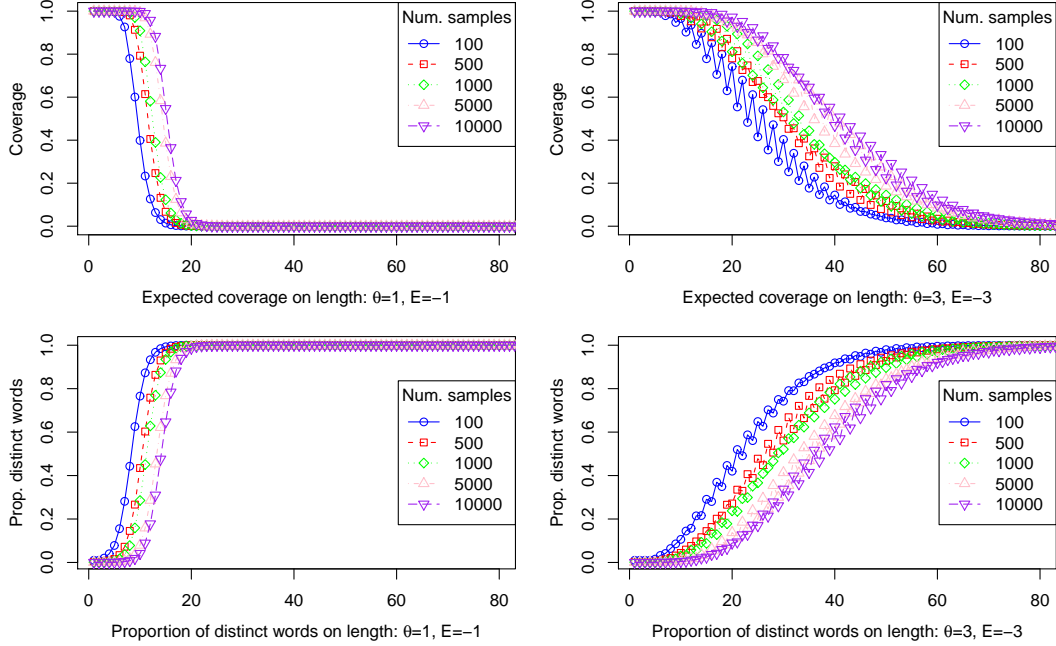 Coverage
0.0 0.2 0.4 0.6 0.8 1.0
Num. samples
100
500
1000
5000
10000
0 20 40 60 80
Expected coverage on length: θ=1, E=−1
Coverage
0.0 0.2 0.4 0.6 0.8 1.0
Num. samples
100
500
1000
5000
10000
0 20 40 60 80
Expected coverage on length: θ=3, E=−3
Prop. distinct words
0.0 0.2 0.4 0.6 0.8 1.0
Num. samples
100
500
1000
5000
10000
0 20 40 60 80
Proportion of distinct words on length: θ=1, E=−1
Prop. distinct words
0.0 0.2 0.4 0.6 0.8 1.0
Num. samples
100
500
1000
5000
10000
0 20 40 60 80
Proportion of distinct words on length: θ=3, E=−3